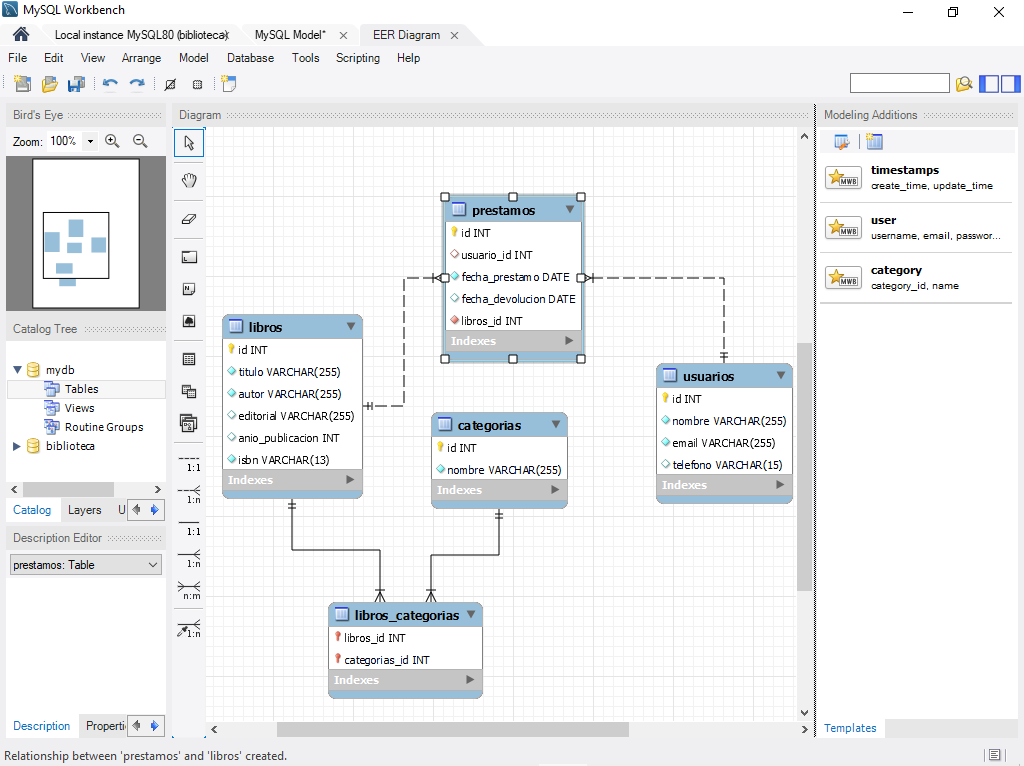 MySQL Workbench
Local instance MySQL80 (biblioteca)
MySQL Model*
EER Diagram
File Edit View Arrange Model Database Tools Scripting Help
Bird's Eye
Zoom: 100%
Catalog Tree
mydb
Tables
Views
Routine Groups
biblioteca
Catalog Layers U
Description Editor
prestamos: Table
Description Properti
Diagram
1:1
1:n
1:1
1:n
n:m
1:n
prestamos
id INT
usuario_id INT
fecha_prestamo DATE
fecha_devolucion DATE
libros_id INT
Indexes
libros
id INT
titulo VARCHAR(255)
autor VARCHAR(255)
editorial VARCHAR(255)
anio_publicacion INT
isbn VARCHAR(13)
Indexes
categorias
id INT
nombre VARCHAR(255)
Indexes
usuarios
id INT
nombre VARCHAR(255)
email VARCHAR(255)
telefono VARCHAR(15)
Indexes
libros_categorias
libros_id INT
categorias_id INT
Indexes
Modeling Additions
MWB
timestamps
create_time, update_time
MWB
user
username, email, passwor...
MWB
category
category_id, name
Templates
Relationship between 'prestamos' and 'libros' created.